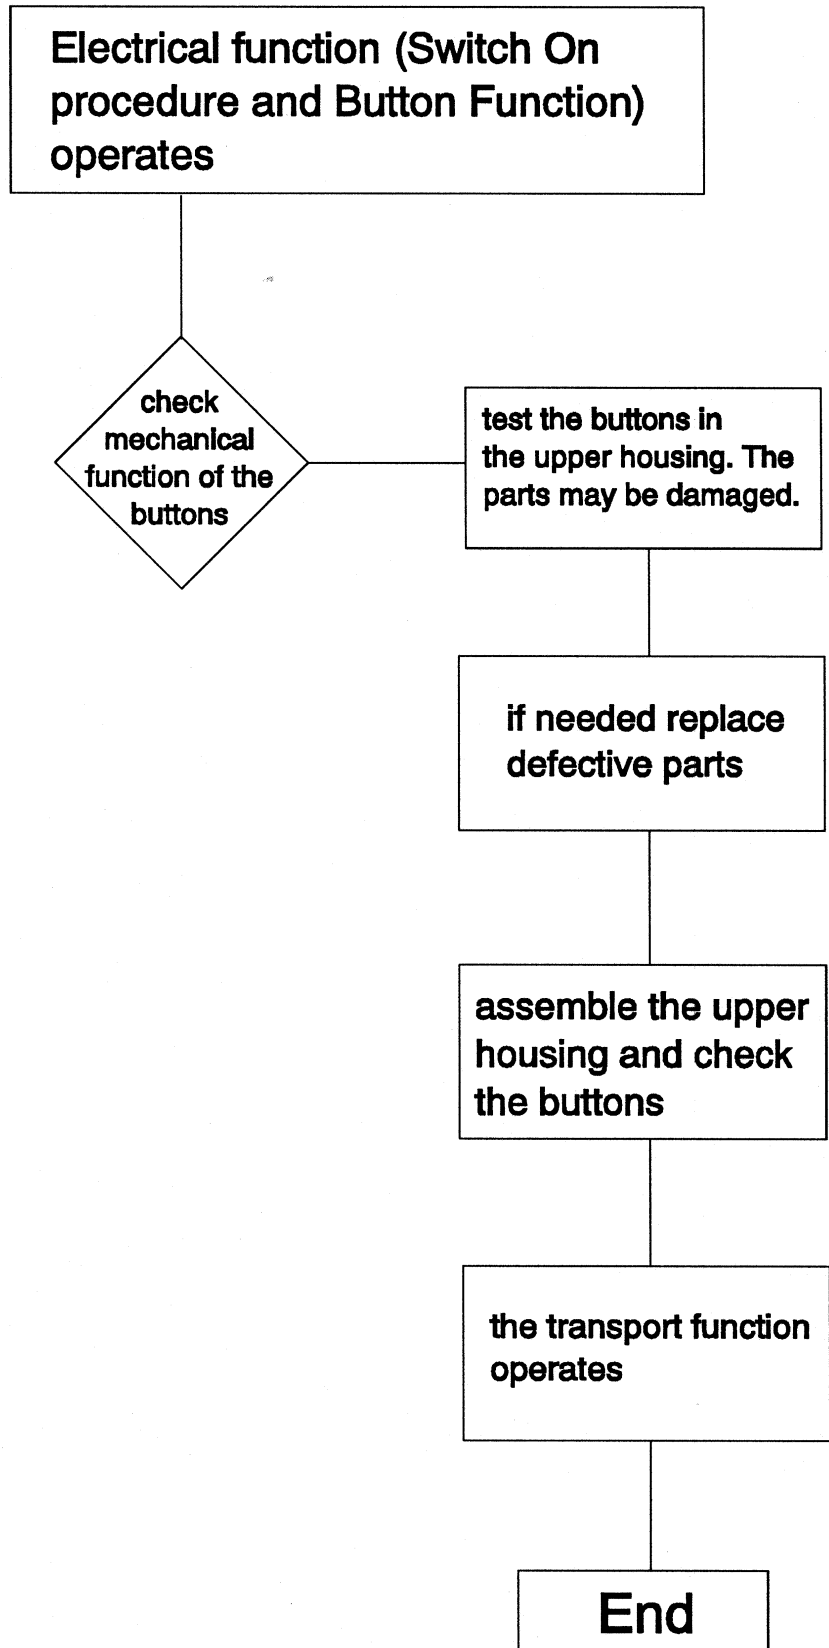 Electrical function (Switch On
procedure and Button Function)
operates
check
mechanical
function of the
buttons
test the buttons in
the upper housing. The
parts may be damaged.
if needed replace
defective parts
assemble the upper
housing and check
the buttons
the transport function
operates
End